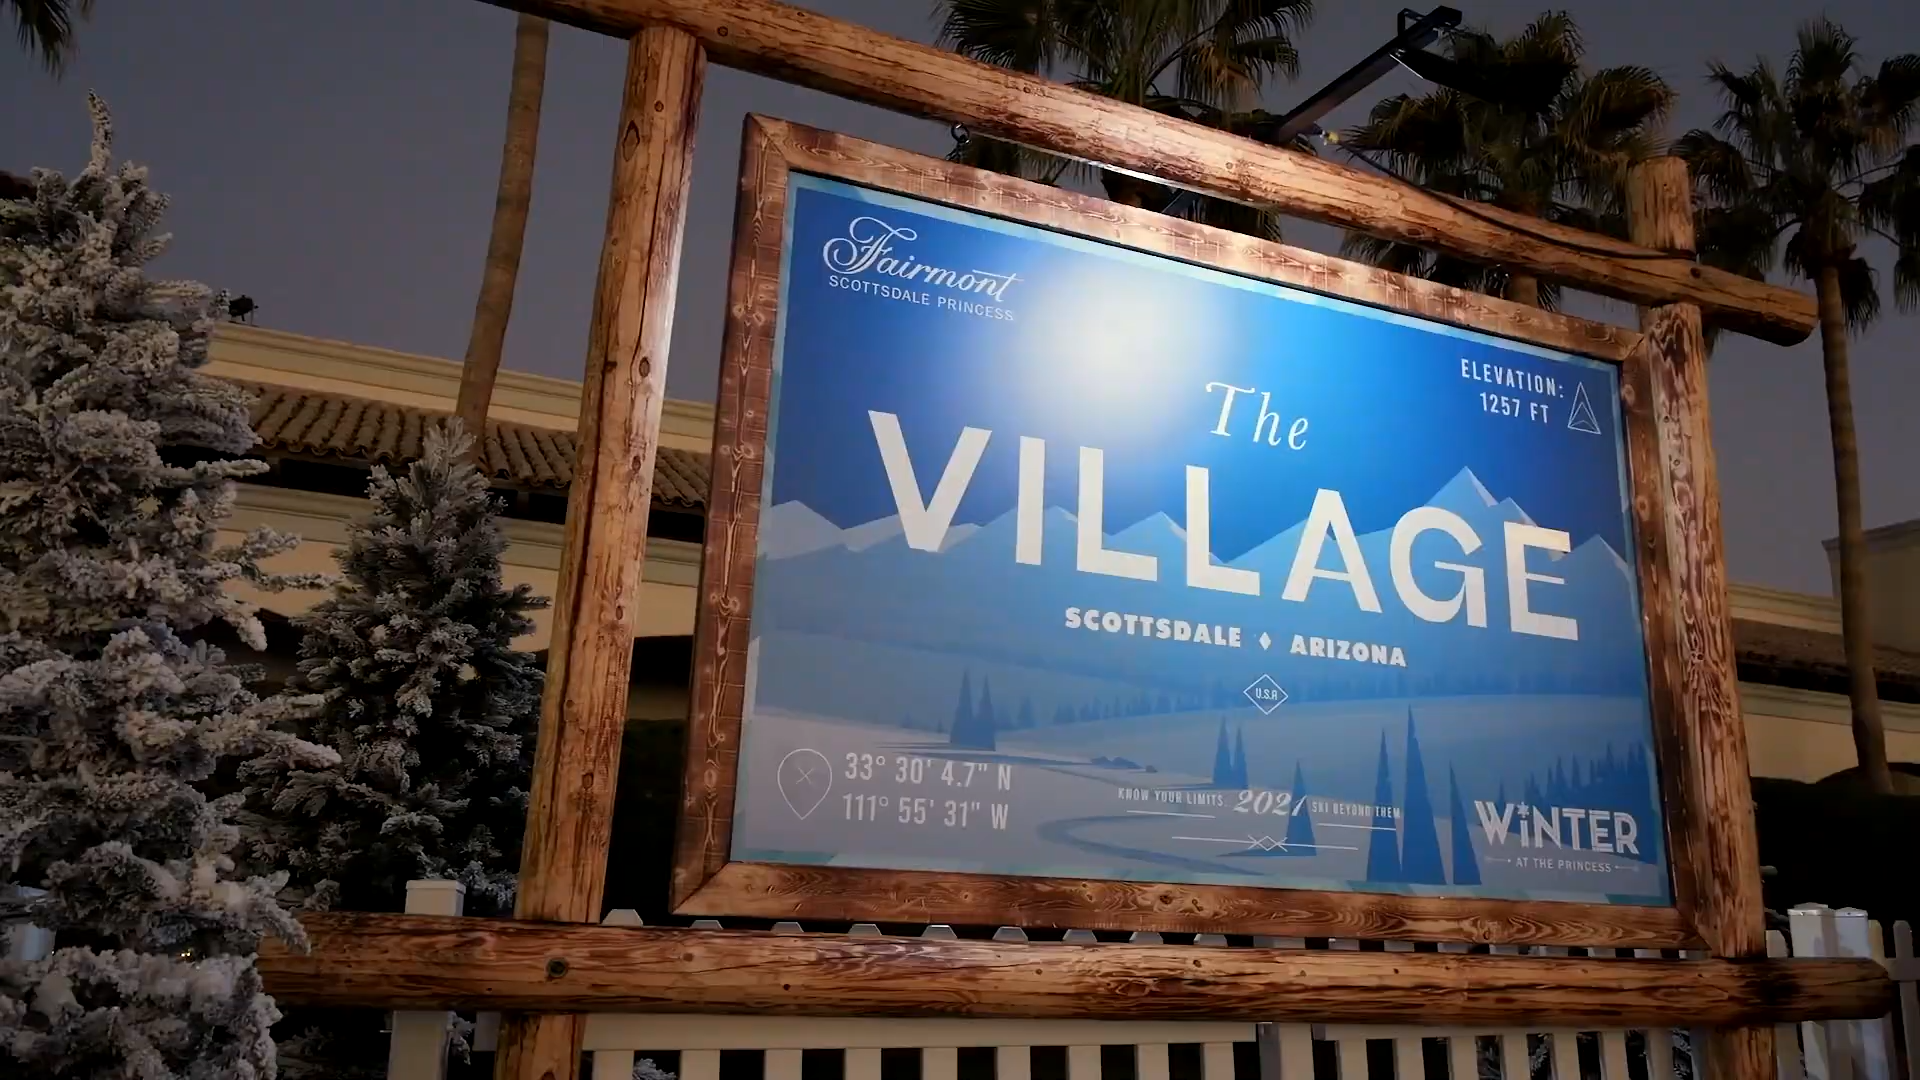 Fairmont
SCOTTSDALE PRINCESS
ELEVATION:
1257 FT
The
VILLAGE
SCOTTSDALE ♦ ARIZONA
U.S.A
33° 30' 4.7" N
111° 55' 31" W
KNOW YOUR LIMITS 2021 SKI BEYOND THEM
WINTER
AT THE PRINCESS